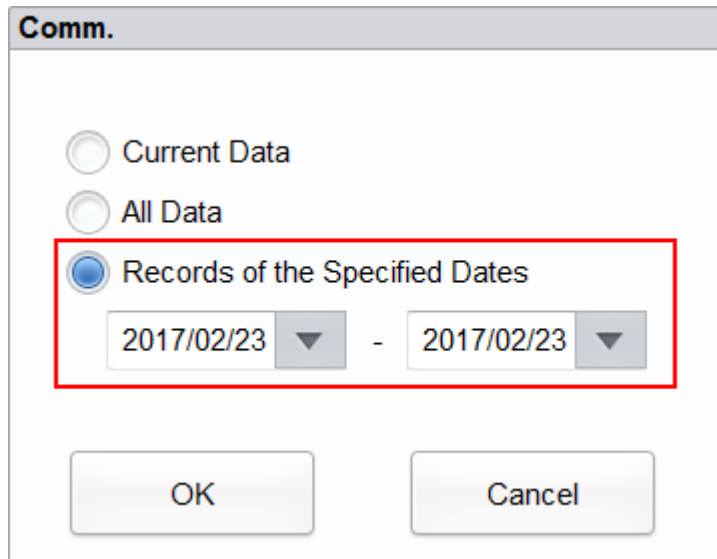 Comm.
Current Data
All Data
Records of the Specified Dates
2017/02/23 - 2017/02/23
OK Cancel